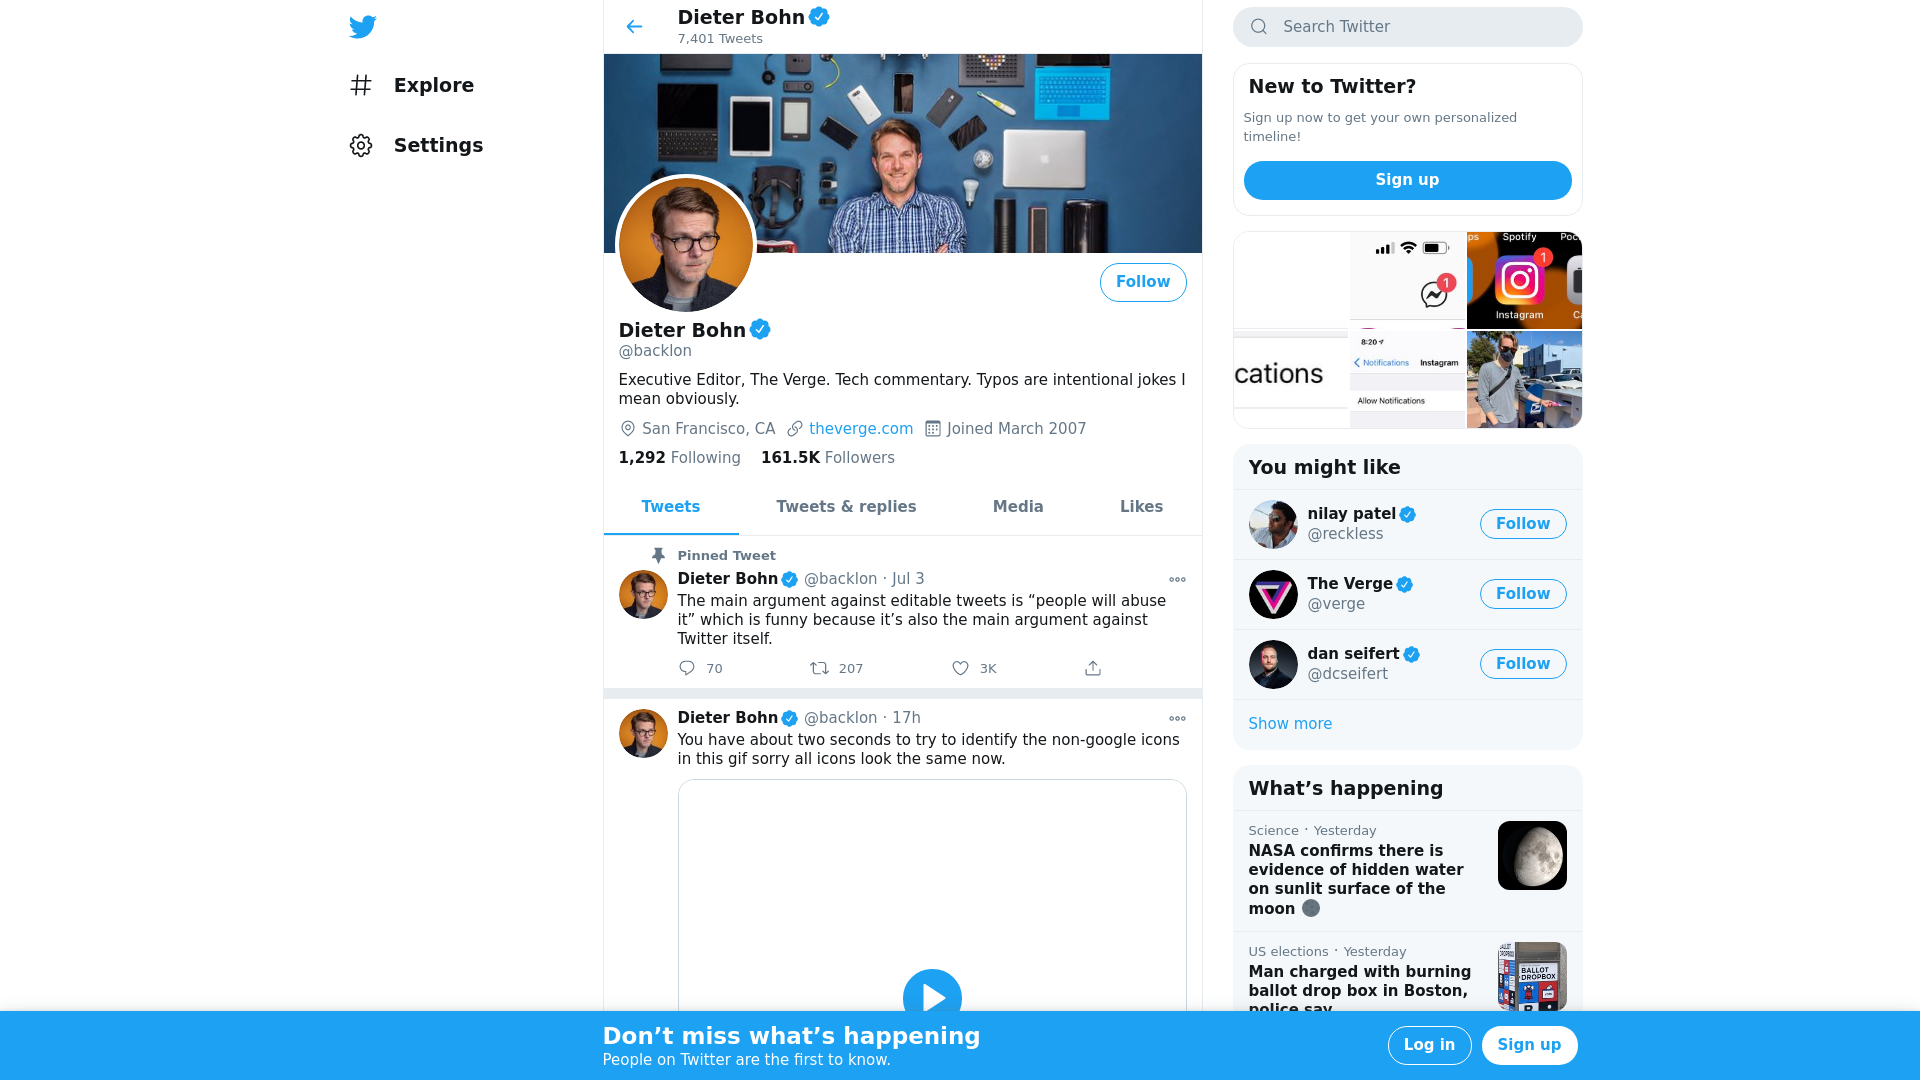 Explore
Settings
Dieter Bohn
7,401 Tweets
Follow
Dieter Bohn
@backlon
Executive Editor, The Verge. Tech commentary. Typos are intentional jokes I
mean obviously.
San Francisco, CA theverge.com Joined March 2007
1,292 Following 161.5K Followers
Tweets Tweets & replies Media Likes
Pinned Tweet
Dieter Bohn @backlon · Jul 3
The main argument against editable tweets is “people will abuse
it” which is funny because it’s also the main argument against
Twitter itself.
70 207 3K
Dieter Bohn @backlon · 17h
You have about two seconds to try to identify the non-google icons
in this gif sorry all icons look the same now.
Search Twitter
New to Twitter?
Sign up now to get your own personalized
timeline!
Sign up
1
ps Spotify Poc
1
Instagram Ca
cations
8:20
Notifications Instagram
Allow Notifications
You might like
nilay patel
@reckless
Follow
The Verge
@verge
Follow
dan seifert
@dcseifert
Follow
Show more
What’s happening
Science · Yesterday
NASA confirms there is
evidence of hidden water
on sunlit surface of the
moon
US elections · Yesterday
Man charged with burning
ballot drop box in Boston,
police say
BALLOT
DROPBOX
Don’t miss what’s happening
People on Twitter are the first to know.
Log in
Sign up